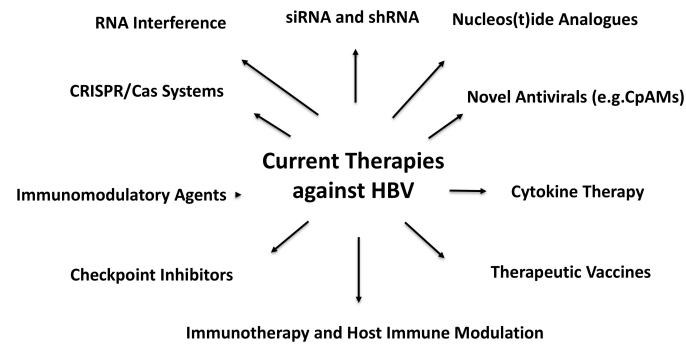 siRNA and shRNA
RNA Interference
Nucleos(t)ide Analogues
CRISPR/Cas Systems
Novel Antivirals (e.g.CpAMs)
Current Therapies
against HBV
Immunomodulatory Agents
Cytokine Therapy
Checkpoint Inhibitors
Therapeutic Vaccines
Immunotherapy and Host Immune Modulation